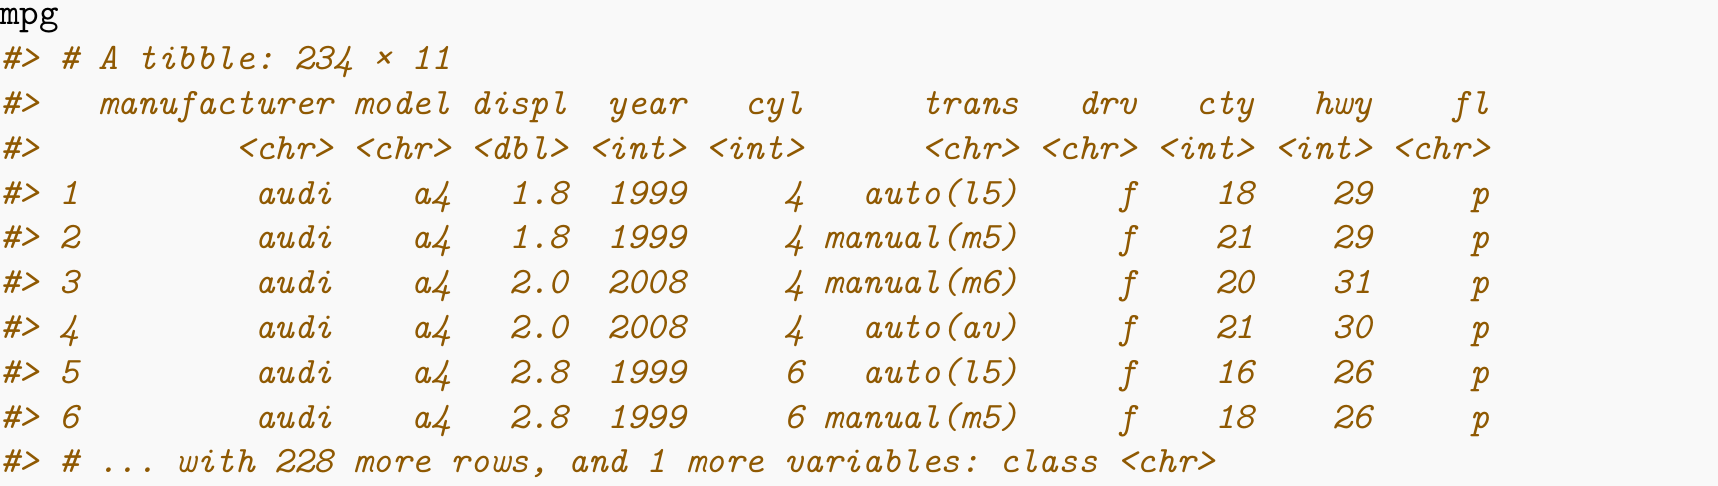 mpg
#> # A tibble: 234 × 11
#>   manufacturer model displ  year   cyl      trans   drv   cty   hwy    fl
#>          <chr> <chr> <dbl> <int> <int>      <chr> <chr> <int> <int> <chr>
#> 1         audi    a4   1.8  1999     4   auto(l5)     f    18    29     p
#> 2         audi    a4   1.8  1999     4 manual(m5)     f    21    29     p
#> 3         audi    a4   2.0  2008     4 manual(m6)     f    20    31     p
#> 4         audi    a4   2.0  2008     4   auto(av)     f    21    30     p
#> 5         audi    a4   2.8  1999     6   auto(l5)     f    16    26     p
#> 6         audi    a4   2.8  1999     6 manual(m5)     f    18    26     p
#> # ... with 228 more rows, and 1 more variables: class <chr>